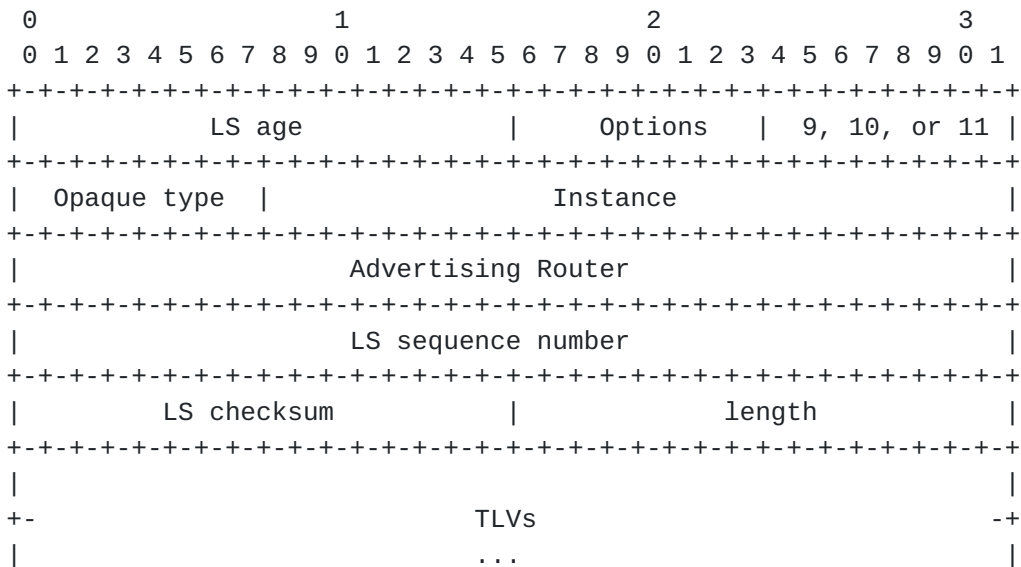 0                   1                   2                   3
 0 1 2 3 4 5 6 7 8 9 0 1 2 3 4 5 6 7 8 9 0 1 2 3 4 5 6 7 8 9 0 1
+-+-+-+-+-+-+-+-+-+-+-+-+-+-+-+-+-+-+-+-+-+-+-+-+-+-+-+-+-+-+-+-+
|            LS age             |     Options   |  9, 10, or 11 |
+-+-+-+-+-+-+-+-+-+-+-+-+-+-+-+-+-+-+-+-+-+-+-+-+-+-+-+-+-+-+-+-+
|  Opaque type  |                  Instance                     |
+-+-+-+-+-+-+-+-+-+-+-+-+-+-+-+-+-+-+-+-+-+-+-+-+-+-+-+-+-+-+-+-+
|                     Advertising Router                        |
+-+-+-+-+-+-+-+-+-+-+-+-+-+-+-+-+-+-+-+-+-+-+-+-+-+-+-+-+-+-+-+-+
|                     LS sequence number                        |
+-+-+-+-+-+-+-+-+-+-+-+-+-+-+-+-+-+-+-+-+-+-+-+-+-+-+-+-+-+-+-+-+
|         LS checksum           |             length            |
+-+-+-+-+-+-+-+-+-+-+-+-+-+-+-+-+-+-+-+-+-+-+-+-+-+-+-+-+-+-+-+-+
|                                                               |
+-                            TLVs                             -+
|                             ...                               |